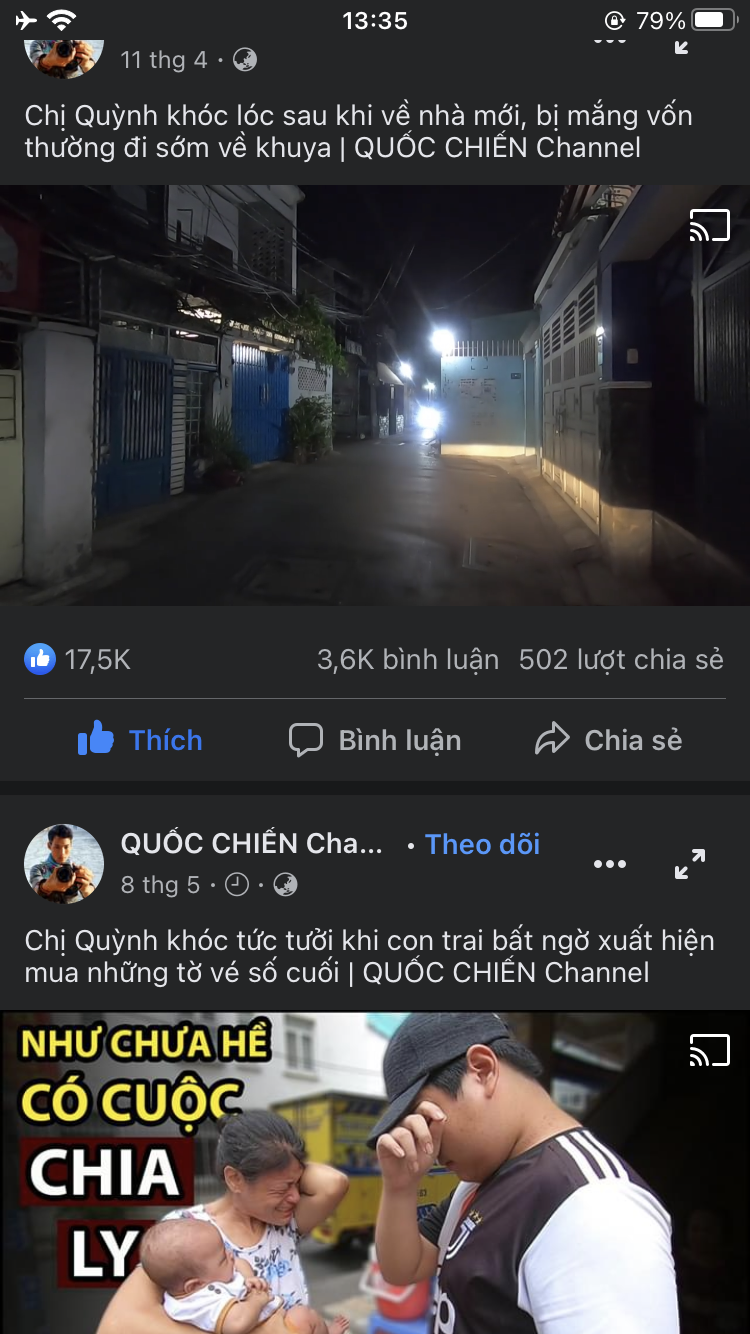 13:35
79%
11 thg 4 ·
Chị Quỳnh khóc lóc sau khi về nhà mới, bị mắng vốn
thường đi sớm về khuya | QUỐC CHIẾN Channel
17,5K
3,6K bình luận 502 lượt chia sẻ
Thích
Bình luận
Chia sẻ
QUỐC CHIẾN Cha... · Theo dõi
8 thg 5 · ·
Chị Quỳnh khóc tức tưởi khi con trai bất ngờ xuất hiện
mua những tờ vé số cuối | QUỐC CHIẾN Channel
NHƯ CHƯA HỀ
CÓ CUỘC
CHIA
LY